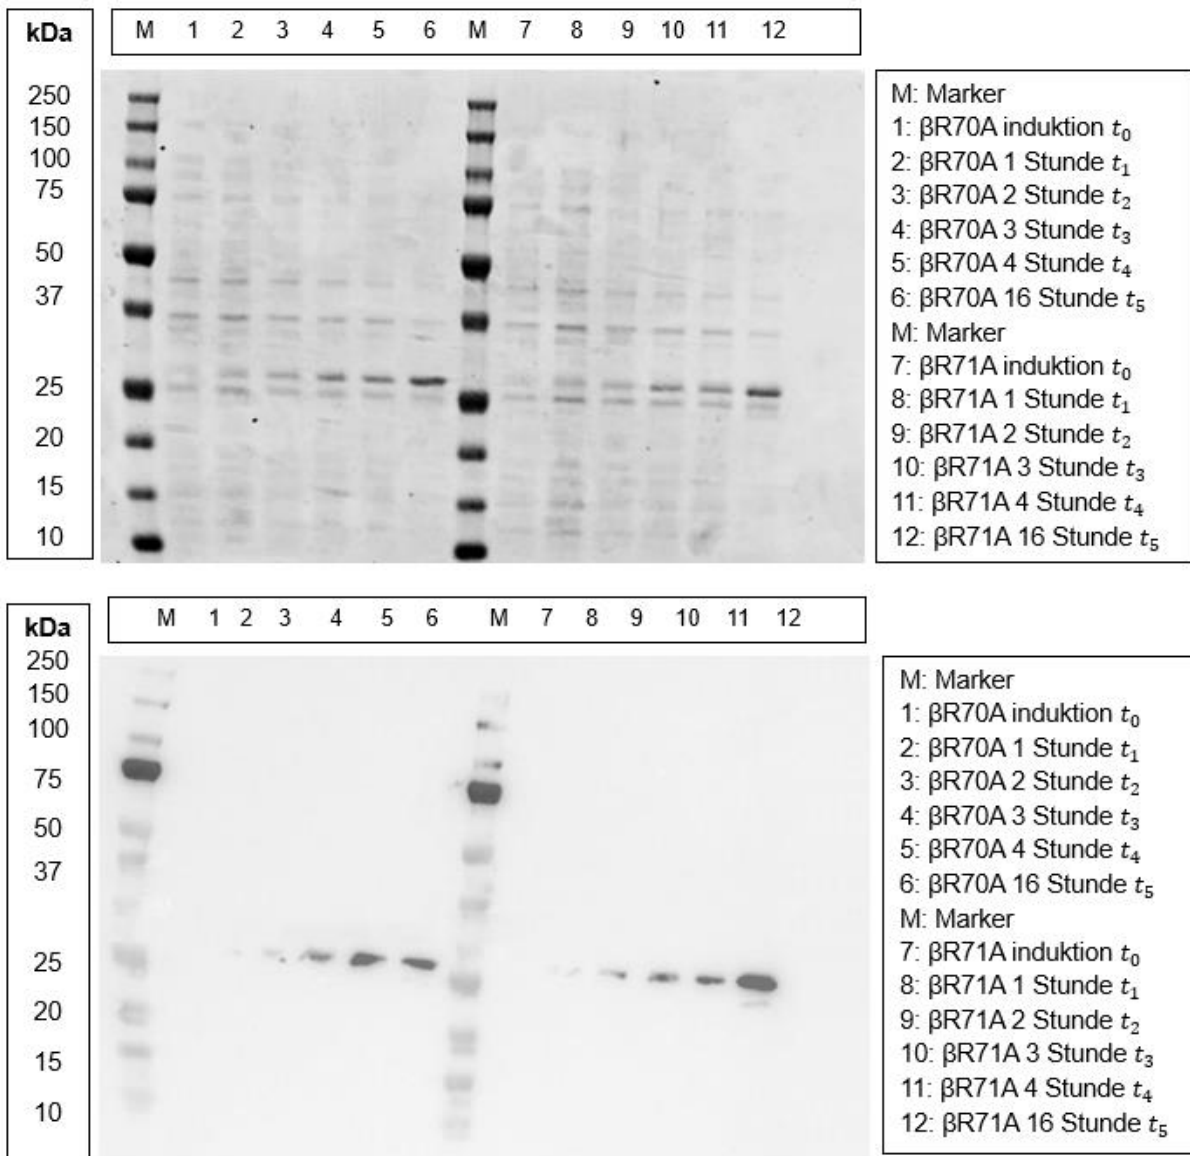 kDa
M 1 2 3 4 5 6 M 7 8 9 10 11 12
250
150
100
75
50
37
25
20
15
10
M: Marker
1: βR70A induktion t₀
2: βR70A 1 Stunde t₁
3: βR70A 2 Stunde t₂
4: βR70A 3 Stunde t₃
5: βR70A 4 Stunde t₄
6: βR70A 16 Stunde t₅
M: Marker
7: βR71A induktion t₀
8: βR71A 1 Stunde t₁
9: βR71A 2 Stunde t₂
10: βR71A 3 Stunde t₃
11: βR71A 4 Stunde t₄
12: βR71A 16 Stunde t₅
kDa
M 1 2 3 4 5 6 M 7 8 9 10 11 12
250
150
100
75
50
37
25
20
15
10
M: Marker
1: βR70A induktion t₀
2: βR70A 1 Stunde t₁
3: βR70A 2 Stunde t₂
4: βR70A 3 Stunde t₃
5: βR70A 4 Stunde t₄
6: βR70A 16 Stunde t₅
M: Marker
7: βR71A induktion t₀
8: βR71A 1 Stunde t₁
9: βR71A 2 Stunde t₂
10: βR71A 3 Stunde t₃
11: βR71A 4 Stunde t₄
12: βR71A 16 Stunde t₅